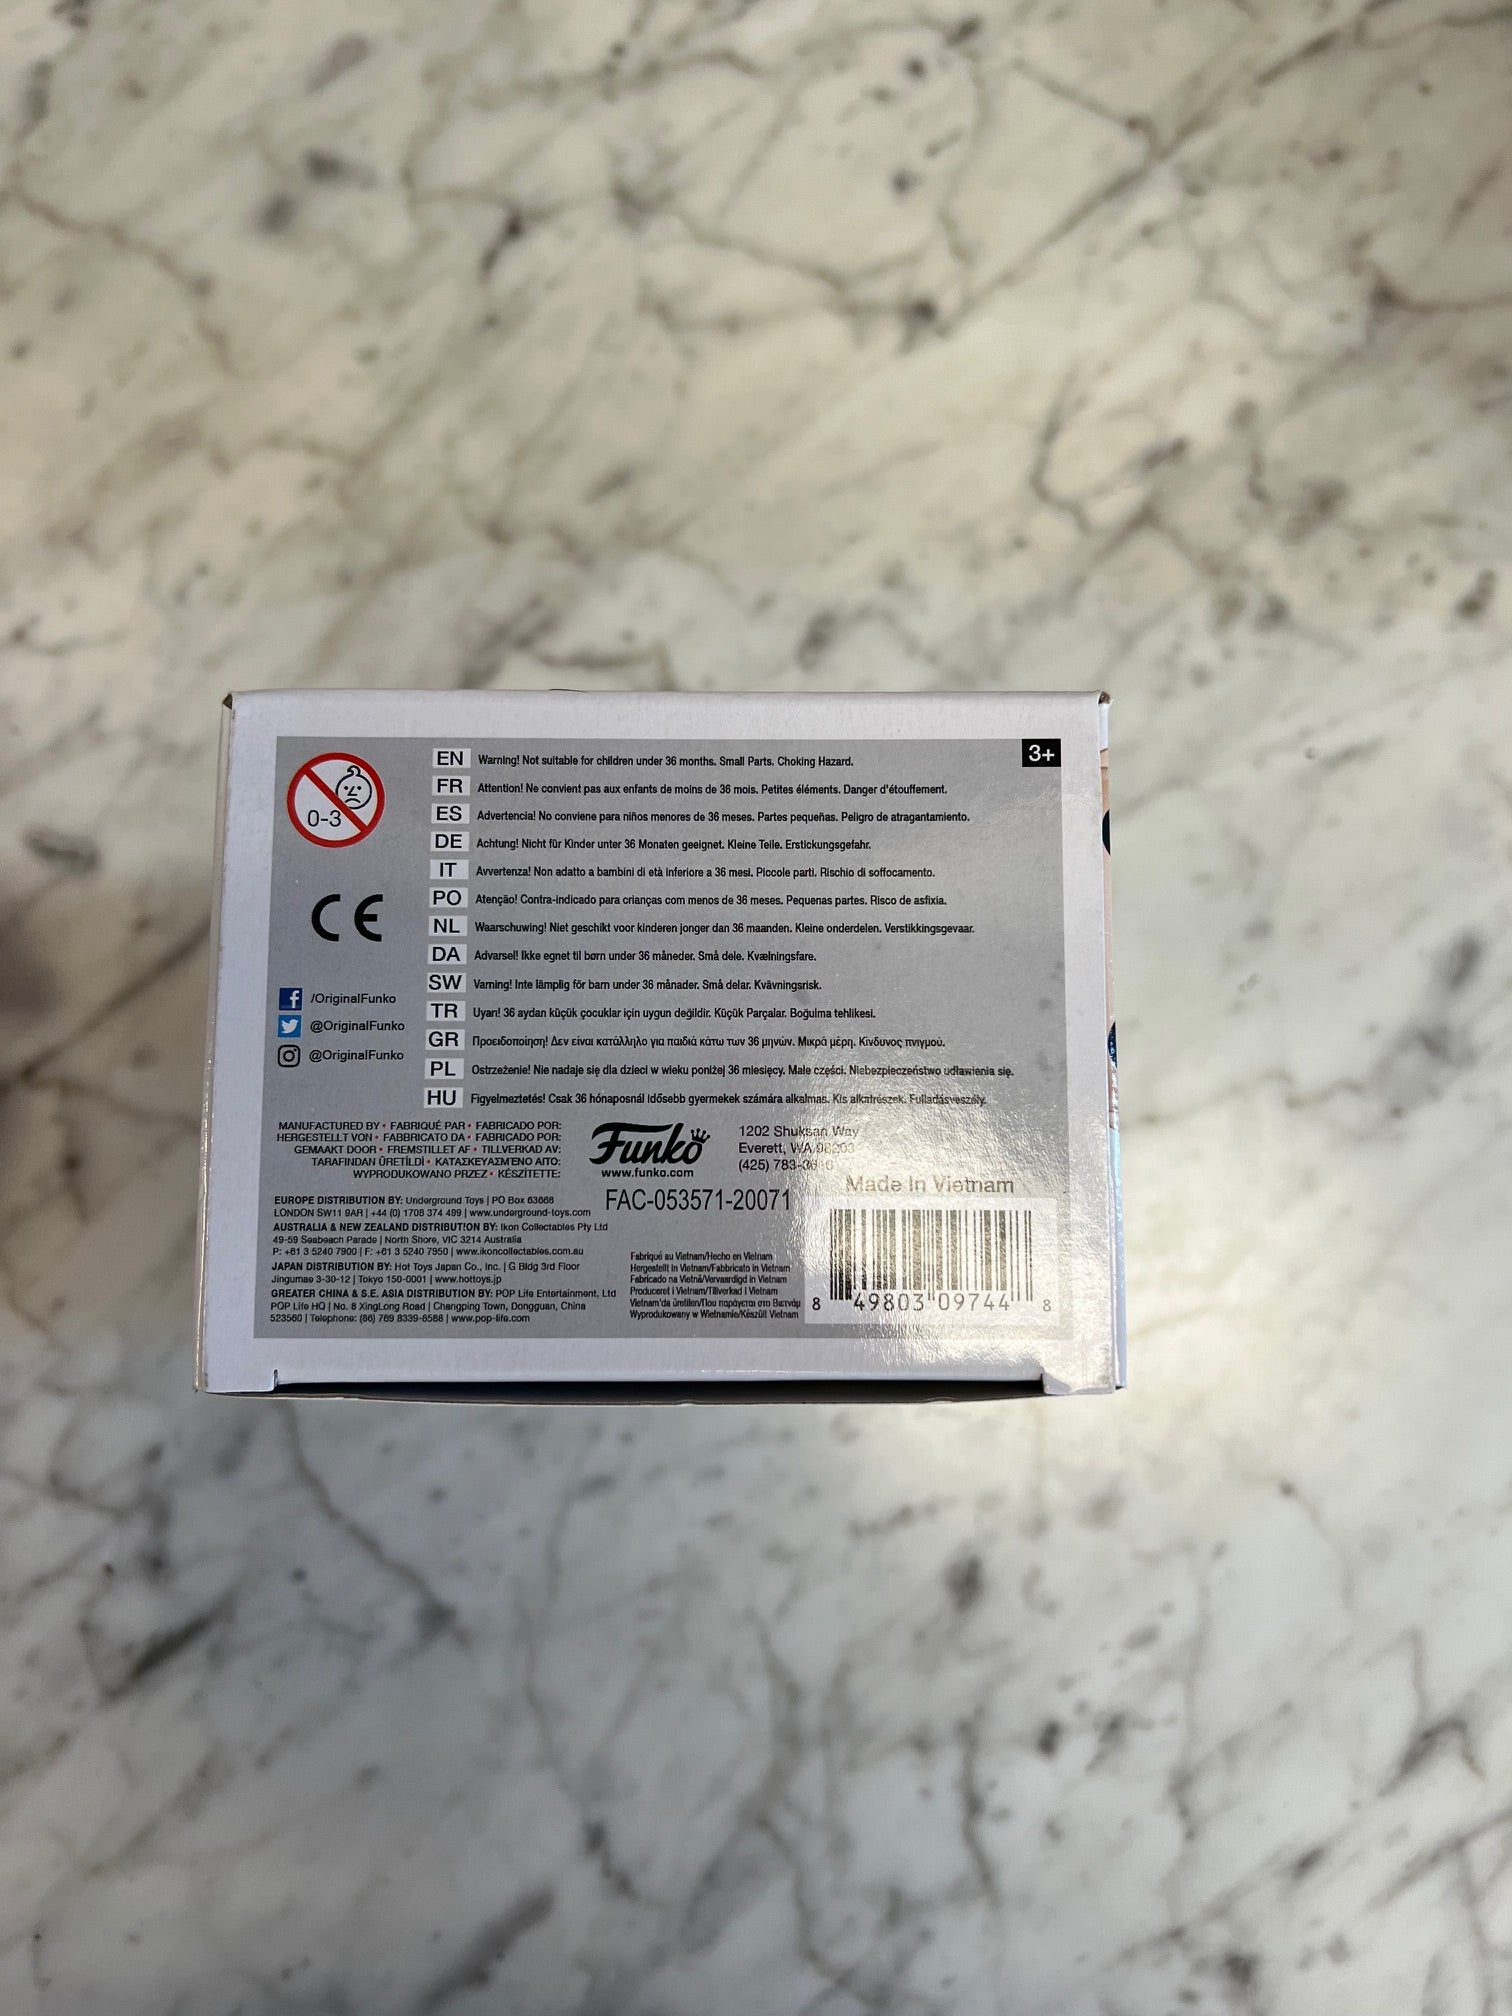 0-3
CE
/OriginalFunko
@OriginalFunko
@OriginalFunko
3+
EN Warning! Not suitable for children under 36 months. Small Parts. Choking Hazard.
FR Attention! Ne convient pas aux enfants de moins de 36 mois. Petites éléments. Danger d'étouffement.
ES Advertencia! No conviene para niños menores de 36 meses. Partes pequeñas. Peligro de atragantamiento.
DE Achtung! Nicht für Kinder unter 36 Monaten geeignet. Kleine Teile. Erstickungsgefahr.
IT Avvertenza! Non adatto a bambini di età inferiore a 36 mesi. Piccole parti. Rischio di soffocamento.
PO Atenção! Contra-indicado para crianças com menos de 36 meses. Pequenas partes. Risco de asfixia.
NL Waarschuwing! Niet geschikt voor kinderen jonger dan 36 maanden. Kleine onderdelen. Verstikkingsgevaar.
DA Advarsel! Ikke egnet til børn under 36 måneder. Små dele. Kvælningsfare.
SW Varning! Inte lämplig för barn under 36 månader. Små delar. Kvävningsrisk.
TR Uyarı! 36 aydan küçük çocuklar için uygun değildir. Küçük Parçalar. Boğulma tehlikesi.
GR Προειδοποίηση! Δεν είναι κατάλληλο για παιδιά κάτω των 36 μηνών. Μικρά μέρη. Κίνδυνος πνιγμού.
PL Ostrzeżenie! Nie nadaje się dla dzieci w wieku poniżej 36 miesięcy. Małe części. Niebezpieczeństwo udławienia się.
HU Figyelmeztetés! Csak 36 hónaposnál idősebb gyermekek számára alkalmas. Kis alkatrészek. Fulladásveszély.
MANUFACTURED BY • FABRIQUÉ PAR • FABRICADO POR:
HERGESTELLT VON • FABBRICATO DA • FABRICADO POR:
GEMAAKT DOOR • FREMSTILLET AF • TILLVERKAD AV:
TARAFINDAN ÜRETİLDİ • ΚΑΤΑΣΚΕΥΑΣΜΈΝΟ ΑΠΌ:
WYPRODUKOWANO PRZEZ • KÉSZÍTETTE:
Funko
www.funko.com
1202 Shuksan Way
Everett, WA 98203
(425) 783-
FAC-053571-20071
Made In Vietnam
EUROPE DISTRIBUTION BY: Underground Toys | PO Box 63668
LONDON SW11 9AR | +44 (0) 1708 374 499 | www.underground-toys.com
AUSTRALIA & NEW ZEALAND DISTRIBUTION BY: Ikon Collectables Pty Ltd
49-59 Seabeach Parade | North Shore, VIC 3214 Australia
P: +61 3 5240 7900 | F: +61 3 5240 7950 | www.ikoncollectables.com.au
JAPAN DISTRIBUTION BY: Hot Toys Japan Co., Inc. | G Bldg 3rd Floor
Jingumae 3-30-12 | Tokyo 150-0001 | www.hottoys.jp
GREATER CHINA & S.E. ASIA DISTRIBUTION BY: POP Life Entertainment, Ltd
POP Life HQ | No. 8 XingLong Road | Changping Town, Dongguan, China
523560 | Telephone: (86) 769 8339-6588 | www.pop-life.com
Fabriqué au Vietnam/Hecho en Vietnam
Hergestellt in Vietnam/Fabbricato in Vietnam
Fabricado na Vietnã/Vervaardigd in Vietnam
Produceret i Vietnam/Tillverkad i Vietnam
Vietnam'da üretilen/Που παράγεται στο Βιετνάμ
Wyprodukowany w Wietnamie/Készült Vietnam
8 49803 09744 8